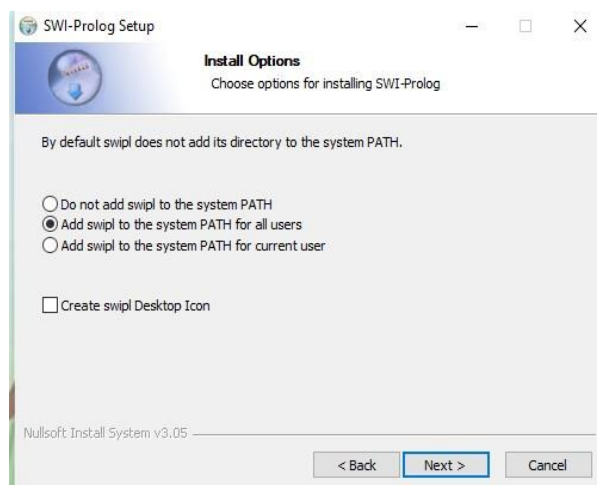 SWI-Prolog Setup
Install Options
Choose options for installing SWI-Prolog
By default swipl does not add its directory to the system PATH.
Do not add swipl to the system PATH
Add swipl to the system PATH for all users
Add swipl to the system PATH for current user
Create swipl Desktop Icon
Nullsoft Install System v3.05
< Back Next > Cancel